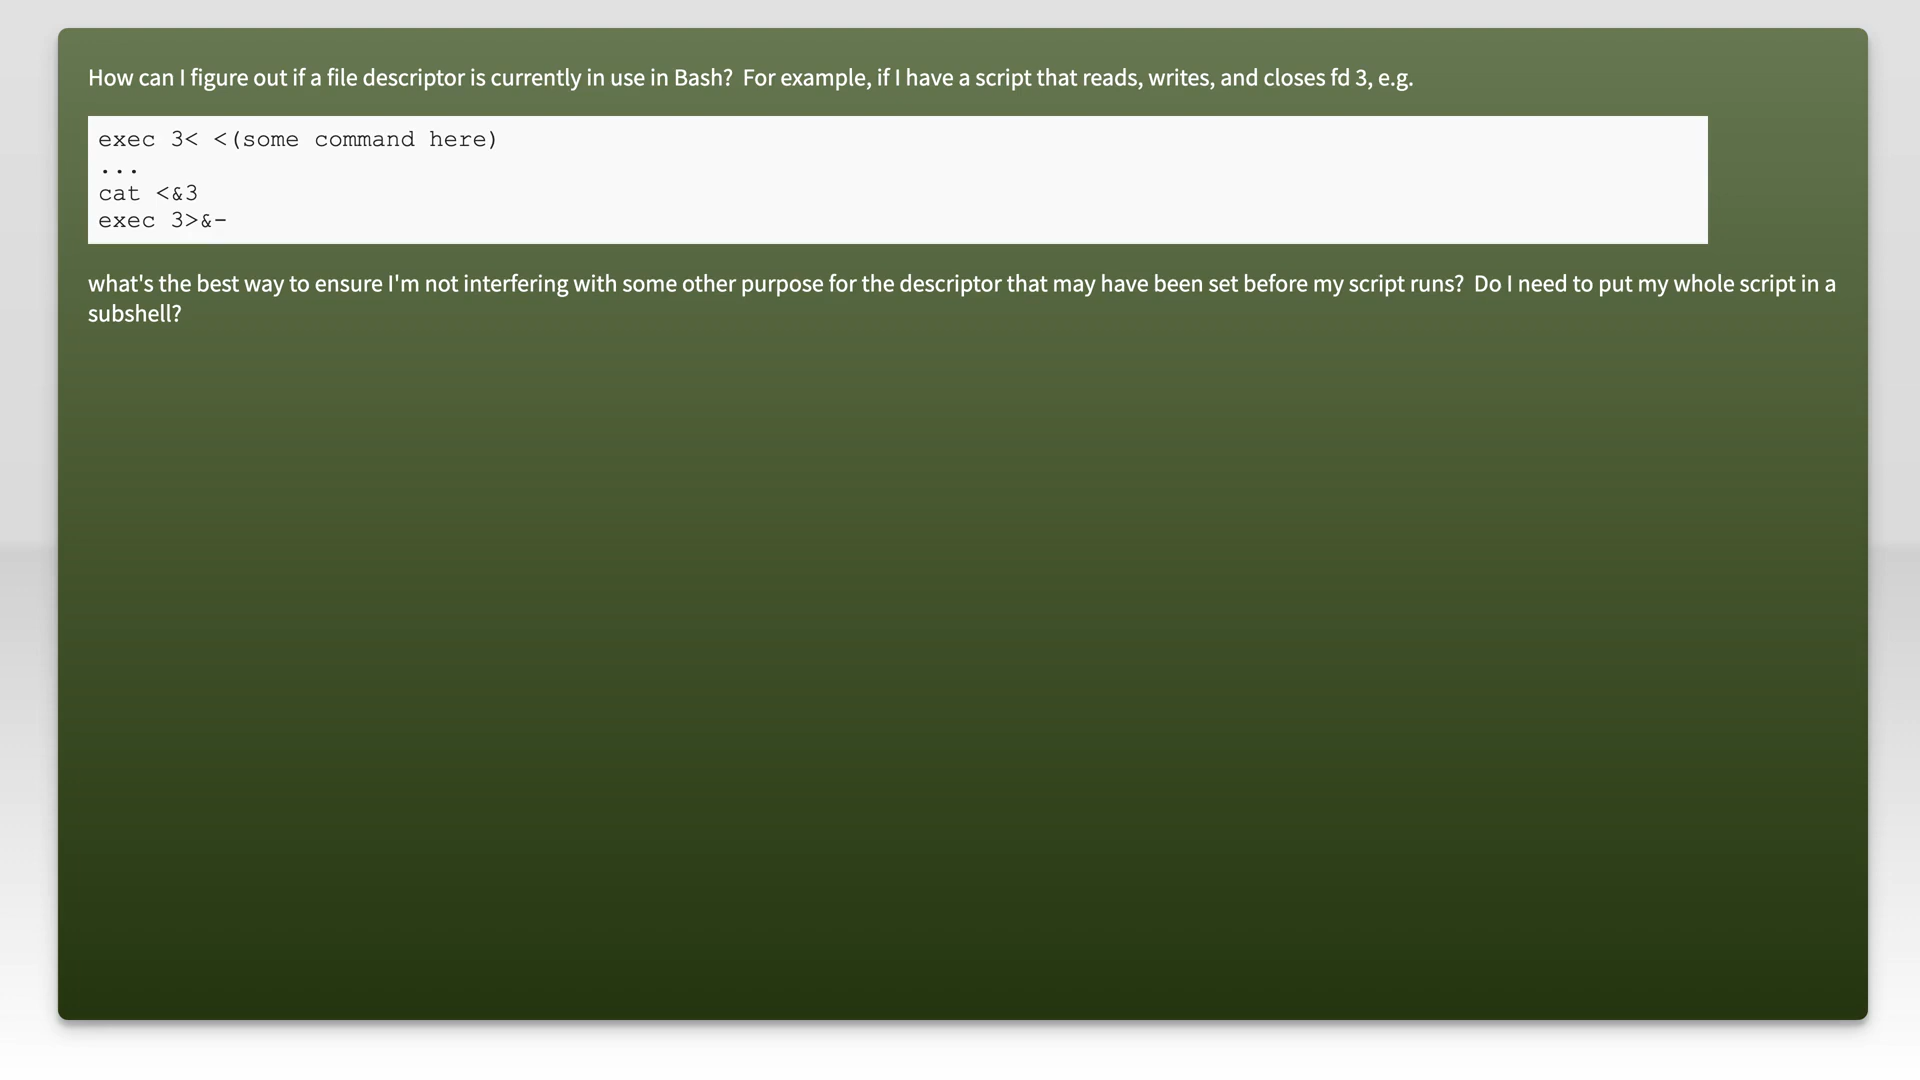 How can I figure out if a file descriptor is currently in use in Bash?  For example, if I have a script that reads, writes, and closes fd 3, e.g.
exec 3< <(some command here)
...
cat <&3
exec 3>&-
what's the best way to ensure I'm not interfering with some other purpose for the descriptor that may have been set before my script runs?  Do I need to put my whole script in a
subshell?